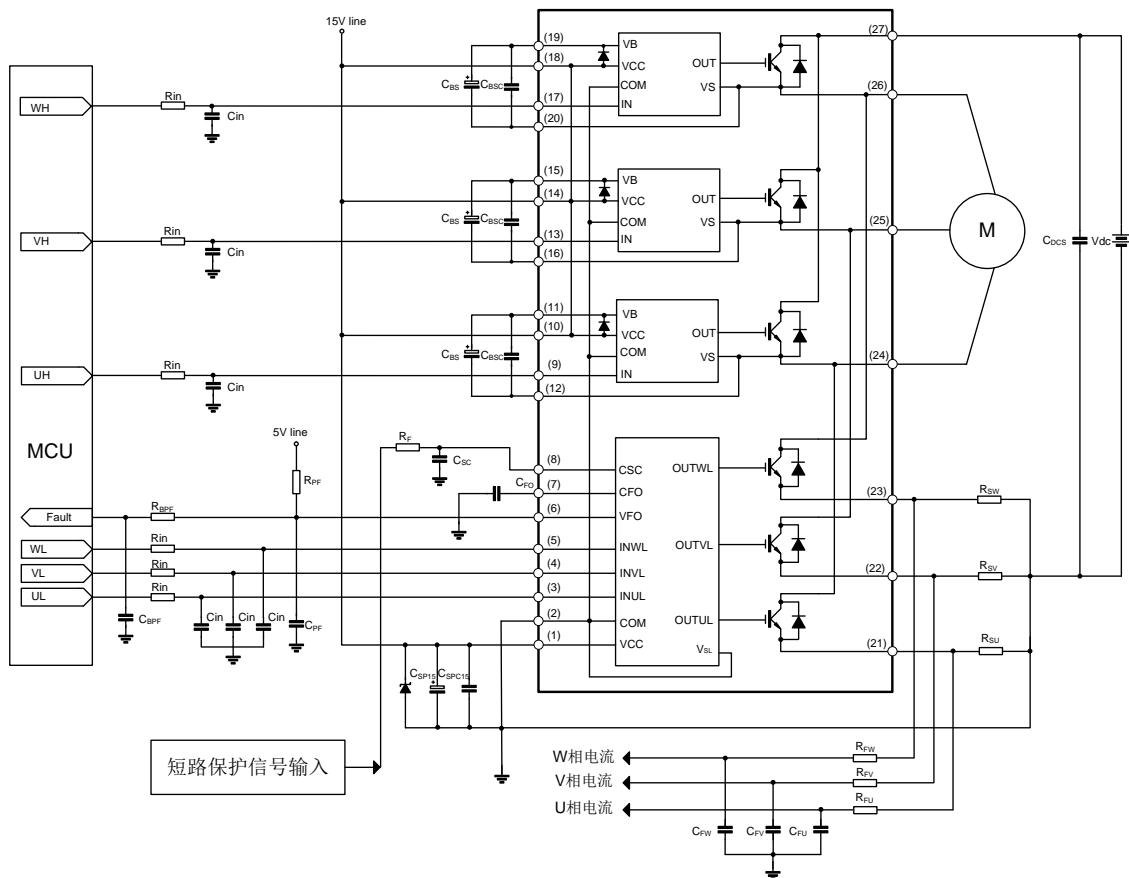 15V line
(27)
(19)
VB
(18)
VCC
OUT
COM
CBS
CBSC
VS
(26)
WH
Rin
(17)
IN
Cin
(20)
(15)
VB
(14)
VCC
OUT
COM
CBS
CBSC
VS
(25)
M
VH
Rin
(13)
IN
CDCS
Vdc
Cin
(16)
(11)
VB
(10)
VCC
OUT
COM
CBS
CBSC
VS
(24)
UH
Rin
(9)
IN
Cin
(12)
MCU
5V line
RF
CSC
(8)
CSC
OUTWL
RPF
CFO
(7)
CFO
(23)
RSW
Fault
RBPF
(6)
VFO
WL
Rin
(5)
INWL
OUTVL
VL
Rin
(4)
INVL
(22)
RSV
UL
Rin
(3)
INUL
CBPF
Cin
Cin
Cin
CPF
(2)
COM
OUTUL
(1)
VCC
VSL
(21)
RSU
CSP15
CSPC15
短路保护信号输入
W相电流
RFW
V相电流
RFV
U相电流
RFU
CFW
CFV
CFU